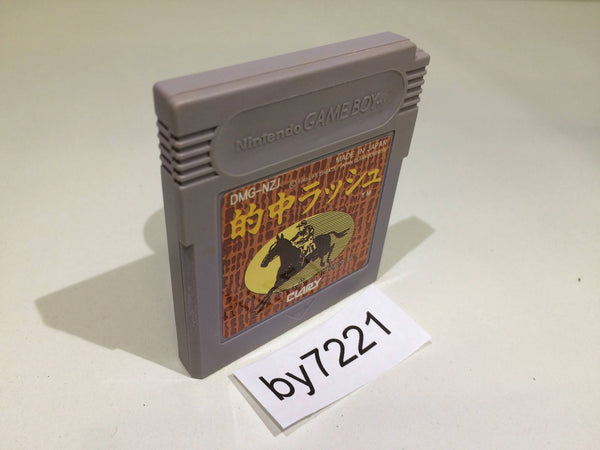 Nintendo GAME BOY
DMG-NZJ
MADE IN JAPAN
的中ラッシュ
CLARY
by7221